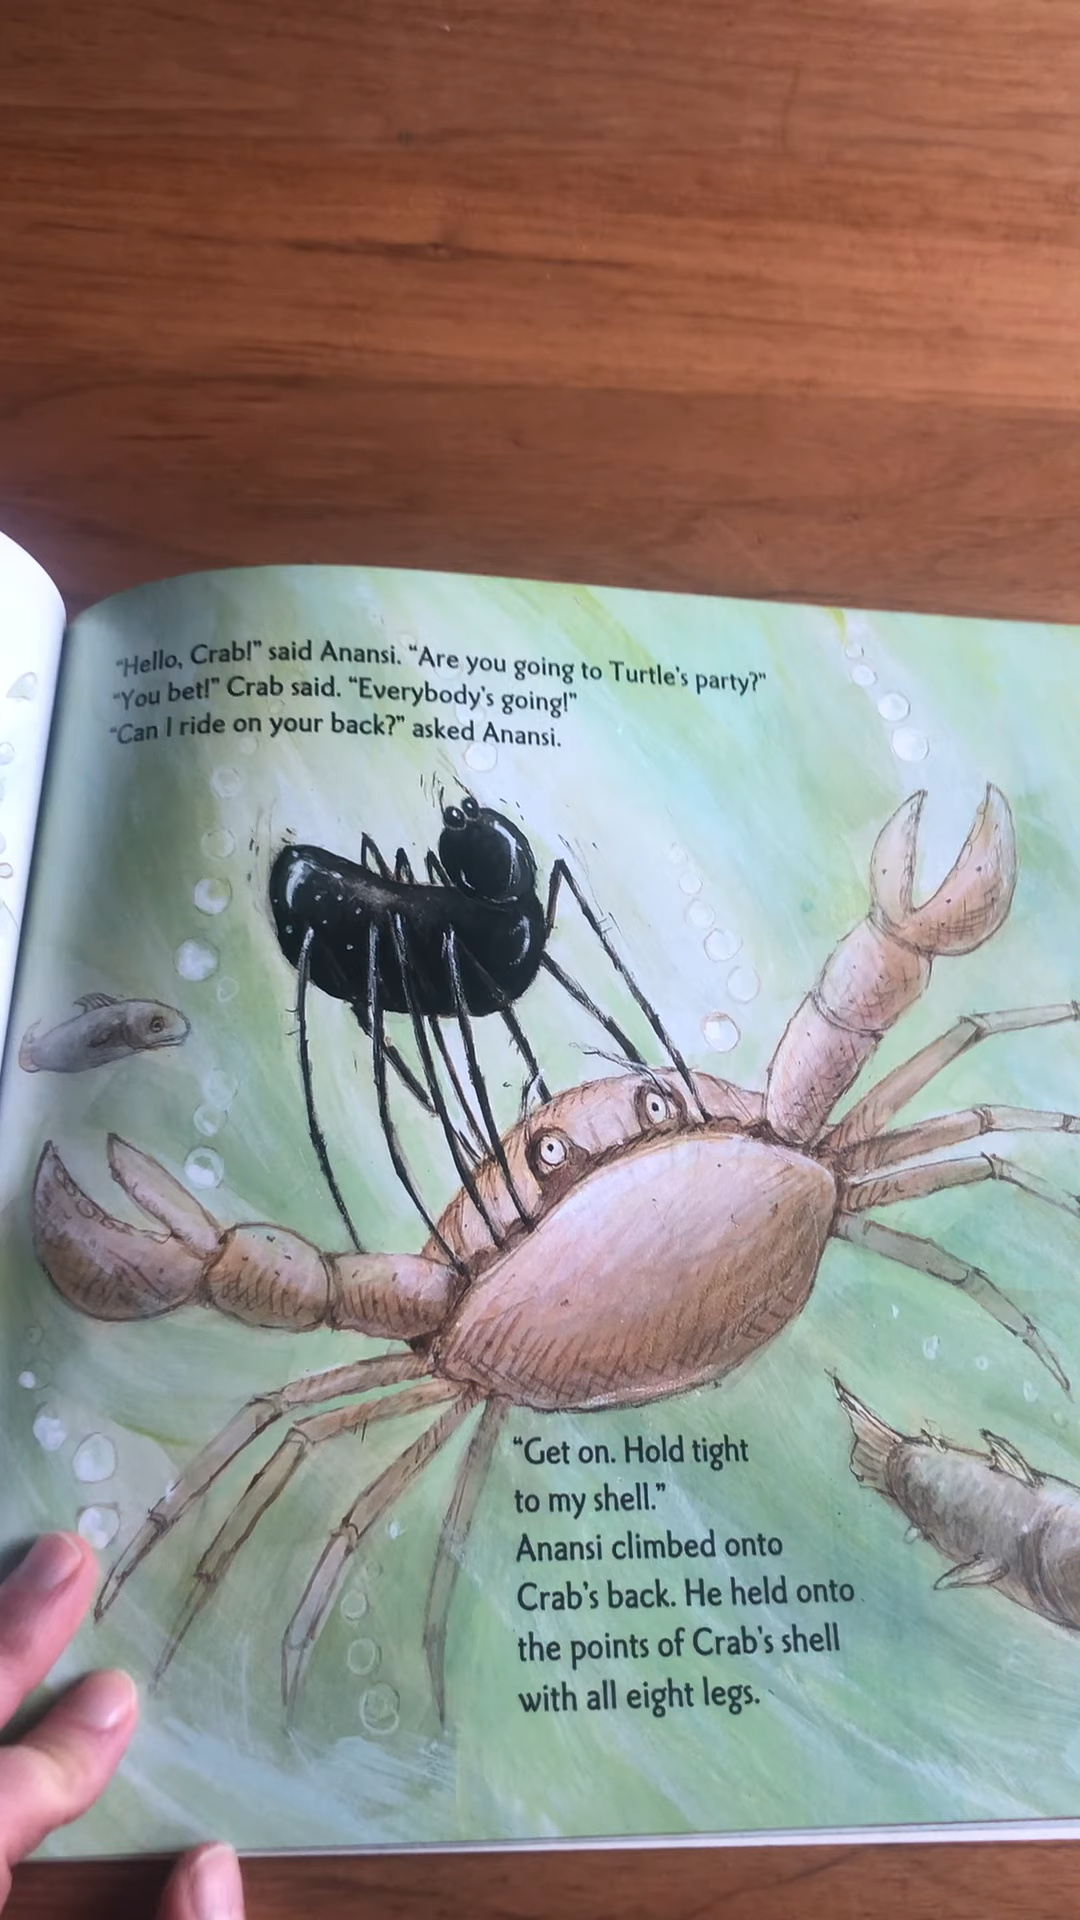 “Hello, Crab!” said Anansi. “Are you going to Turtle’s party?”
“You bet!” Crab said. “Everybody’s going!”
“Can I ride on your back?” asked Anansi.
“Get on. Hold tight
to my shell.”
Anansi climbed onto
Crab’s back. He held onto
the points of Crab’s shell
with all eight legs.